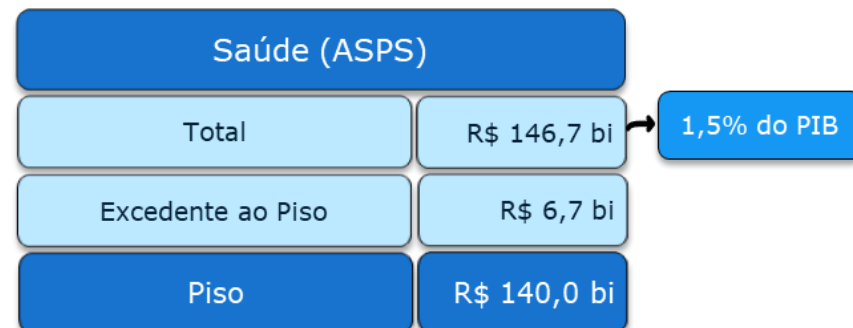 Saúde (ASPS)
Total R$ 146,7 bi 1,5% do PIB
Excedente ao Piso R$ 6,7 bi
Piso R$ 140,0 bi